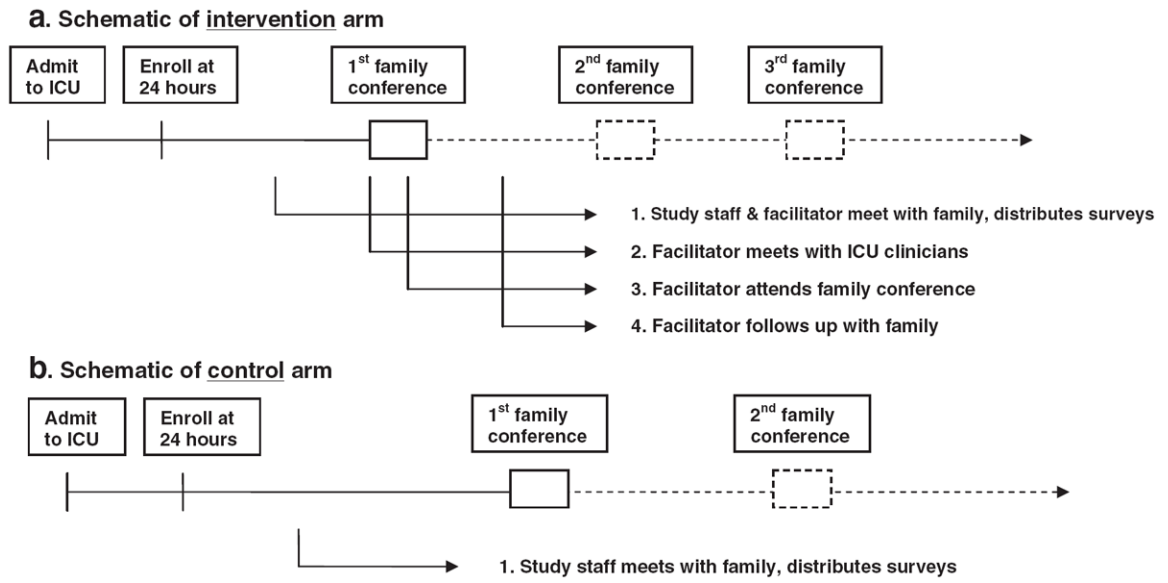 a. Schematic of intervention arm
Admit
to ICU
Enroll at
24 hours
1st family
conference
2nd family
conference
3rd family
conference
1. Study staff & facilitator meet with family, distributes surveys
2. Facilitator meets with ICU clinicians
3. Facilitator attends family conference
4. Facilitator follows up with family
b. Schematic of control arm
Admit
to ICU
Enroll at
24 hours
1st family
conference
2nd family
conference
1. Study staff meets with family, distributes surveys